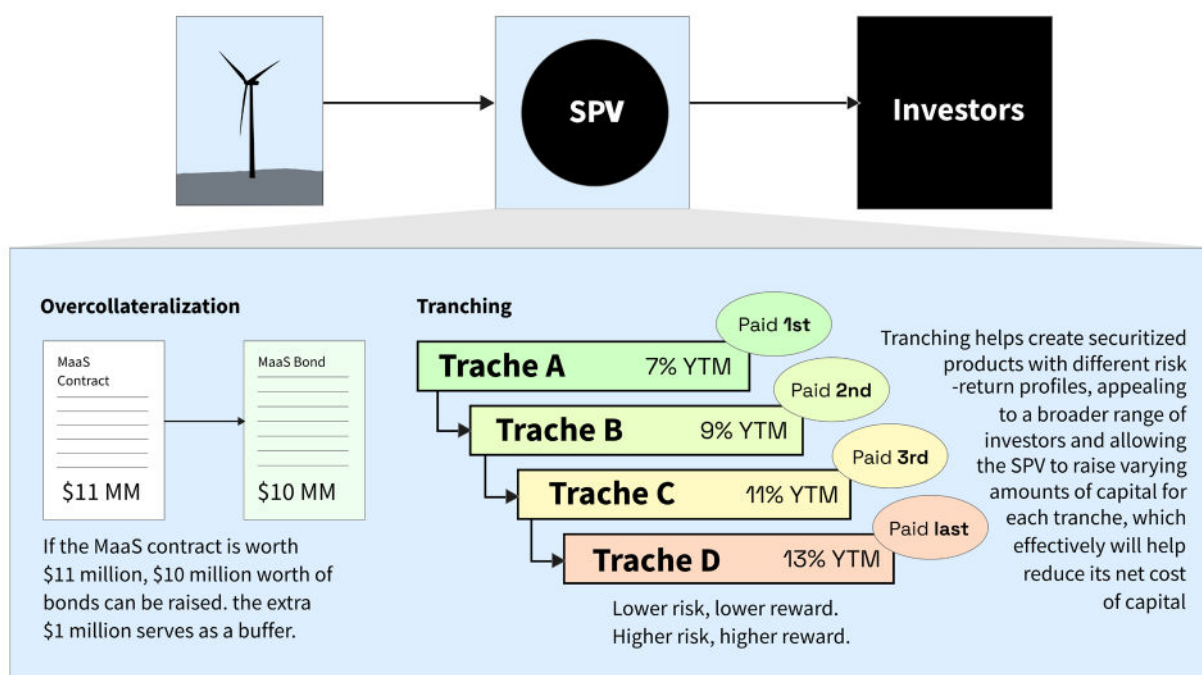 SPV
Investors
Overcollateralization
MaaS
Contract
$11 MM
MaaS Bond
$10 MM
If the MaaS contract is worth
$11 million, $10 million worth of
bonds can be raised. the extra
$1 million serves as a buffer.
Tranching
Trache A 7% YTM
Paid 1st
Trache B 9% YTM
Paid 2nd
Trache C 11% YTM
Paid 3rd
Trache D 13% YTM
Paid last
Lower risk, lower reward.
Higher risk, higher reward.
Tranching helps create securitized
products with different risk
-return profiles, appealing
to a broader range of
investors and allowing
the SPV to raise varying
amounts of capital for
each tranche, which
effectively will help
reduce its net cost
of capital